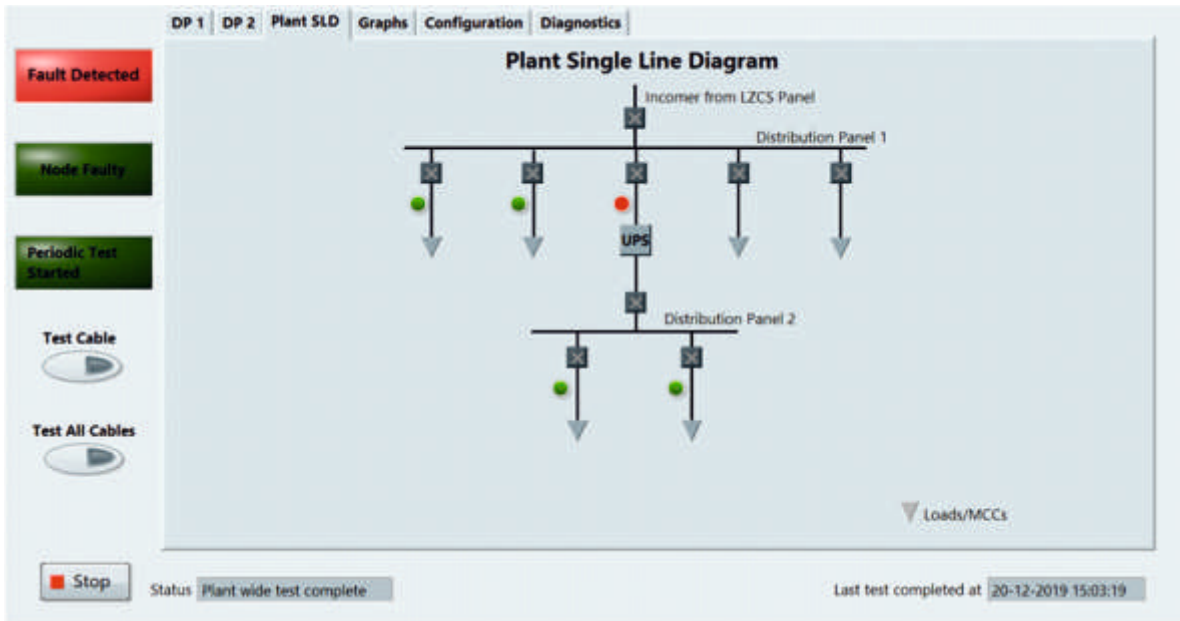 DP 1 DP 2 Plant SLD Graphs Configuration Diagnostics
Fault Detected
Plant Single Line Diagram
Incomer from LZCS Panel
Distribution Panel 1
Node Faulty
UPS
Periodic Test
Started
Distribution Panel 2
Test Cable
Test All Cables
Loads/MCCs
Stop
Status Plant wide test complete
Last test completed at 20-12-2019 15:03:19